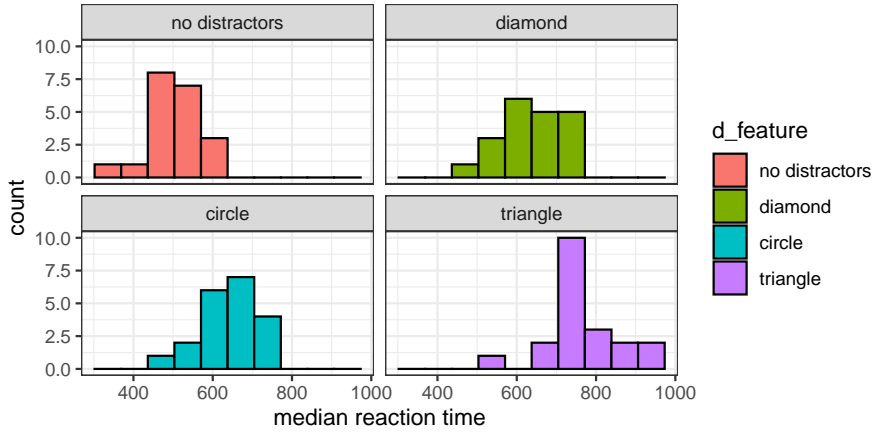 no distractors
diamond
10.0
7.5
5.0
2.5
0.0
circle
triangle
10.0
7.5
5.0
2.5
0.0
400 600 800 1000
400 600 800 1000
median reaction time
count
d_feature
no distractors
diamond
circle
triangle